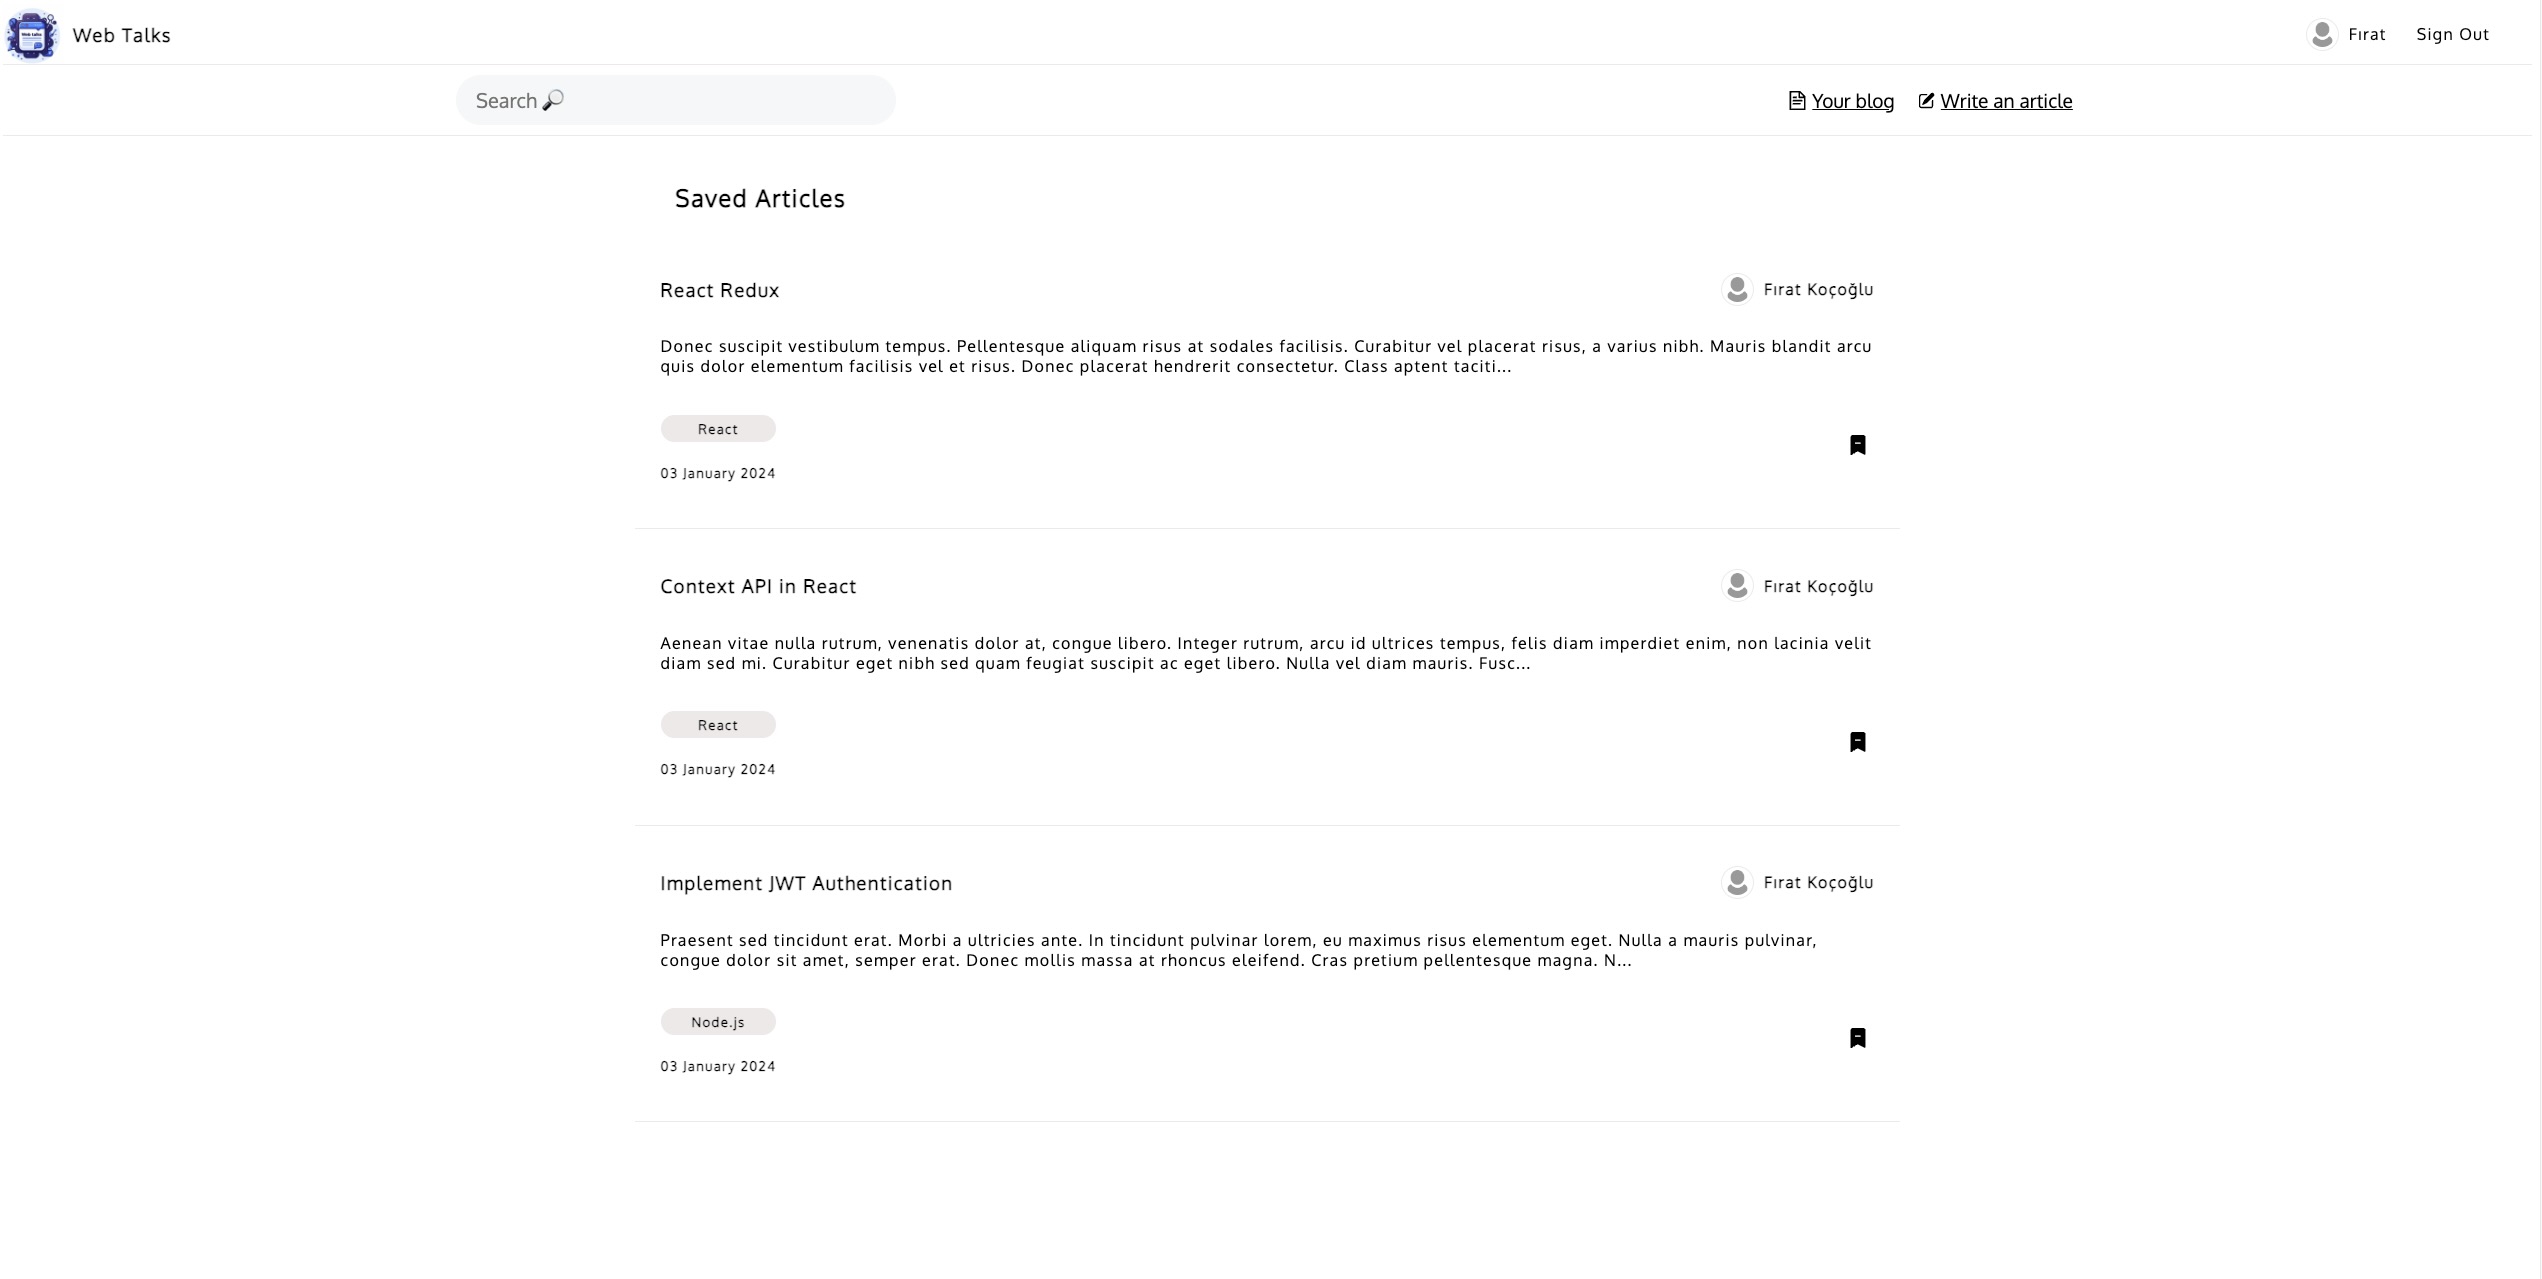 Web Talks
Fırat Sign Out
Search
Your blog Write an article
Saved Articles
React Redux
Fırat Koçoğlu
Donec suscipit vestibulum tempus. Pellentesque aliquam risus at sodales facilisis. Curabitur vel placerat risus, a varius nibh. Mauris blandit arcu
quis dolor elementum facilisis vel et risus. Donec placerat hendrerit consectetur. Class aptent taciti...
React
03 January 2024
Context API in React
Fırat Koçoğlu
Aenean vitae nulla rutrum, venenatis dolor at, congue libero. Integer rutrum, arcu id ultrices tempus, felis diam imperdiet enim, non lacinia velit
diam sed mi. Curabitur eget nibh sed quam feugiat suscipit ac eget libero. Nulla vel diam mauris. Fusc...
React
03 January 2024
Implement JWT Authentication
Fırat Koçoğlu
Praesent sed tincidunt erat. Morbi a ultricies ante. In tincidunt pulvinar lorem, eu maximus risus elementum eget. Nulla a mauris pulvinar,
congue dolor sit amet, semper erat. Donec mollis massa at rhoncus eleifend. Cras pretium pellentesque magna. N...
Node.js
03 January 2024